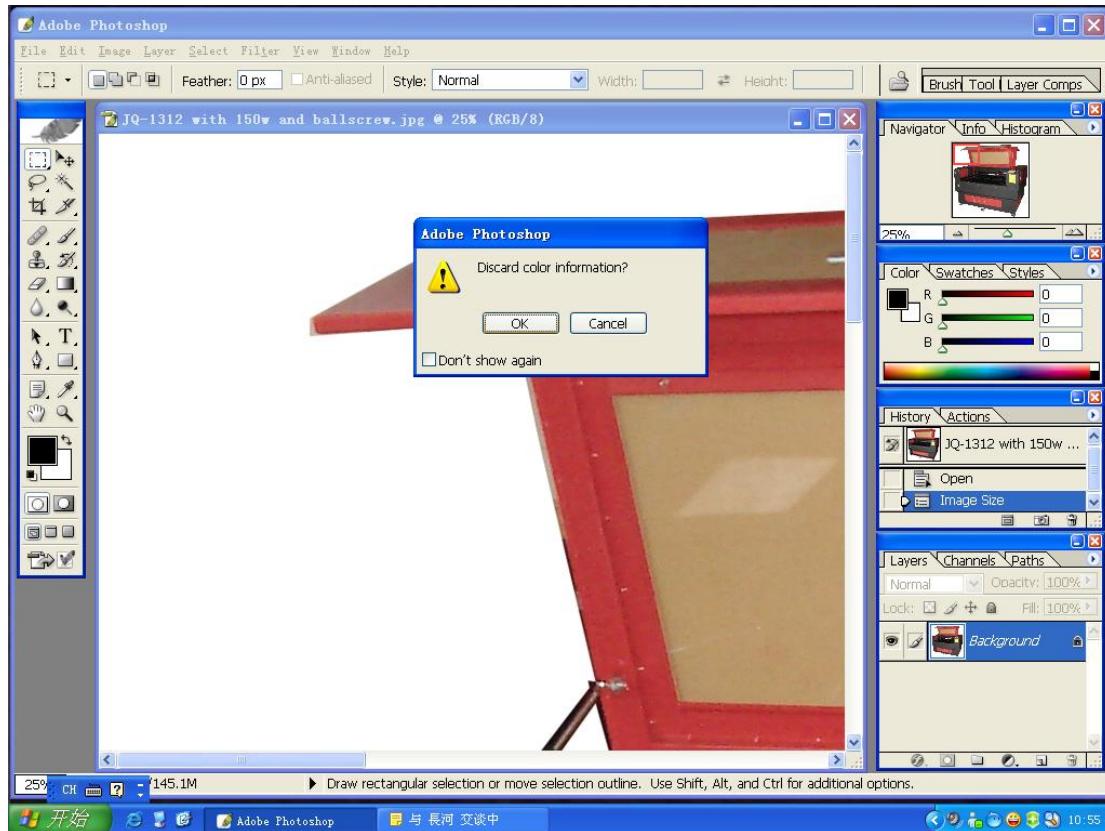 Adobe Photoshop
File Edit Image Layer Select Filter View Window Help
Feather: 0 px Anti-aliased Style: Normal Width: Height: Brush Tool Layer Comps
JQ-1312 with 150w and ballscrew.jpg @ 25% (RGB/8)
Navigator Info Histogram
25%
Adobe Photoshop
Discard color information?
OK Cancel
Don't show again
Color Swatches Styles
R 0
G 0
B 0
History Actions
JQ-1312 with 150w ...
Open
Image Size
Layers Channels Paths
Normal Opacity: 100%
Lock: Fill: 100%
Background
25% CH 145.1M Draw rectangular selection or move selection outline. Use Shift, Alt, and Ctrl for additional options.
开始 Adobe Photoshop 与 長河 交谈中 10:55